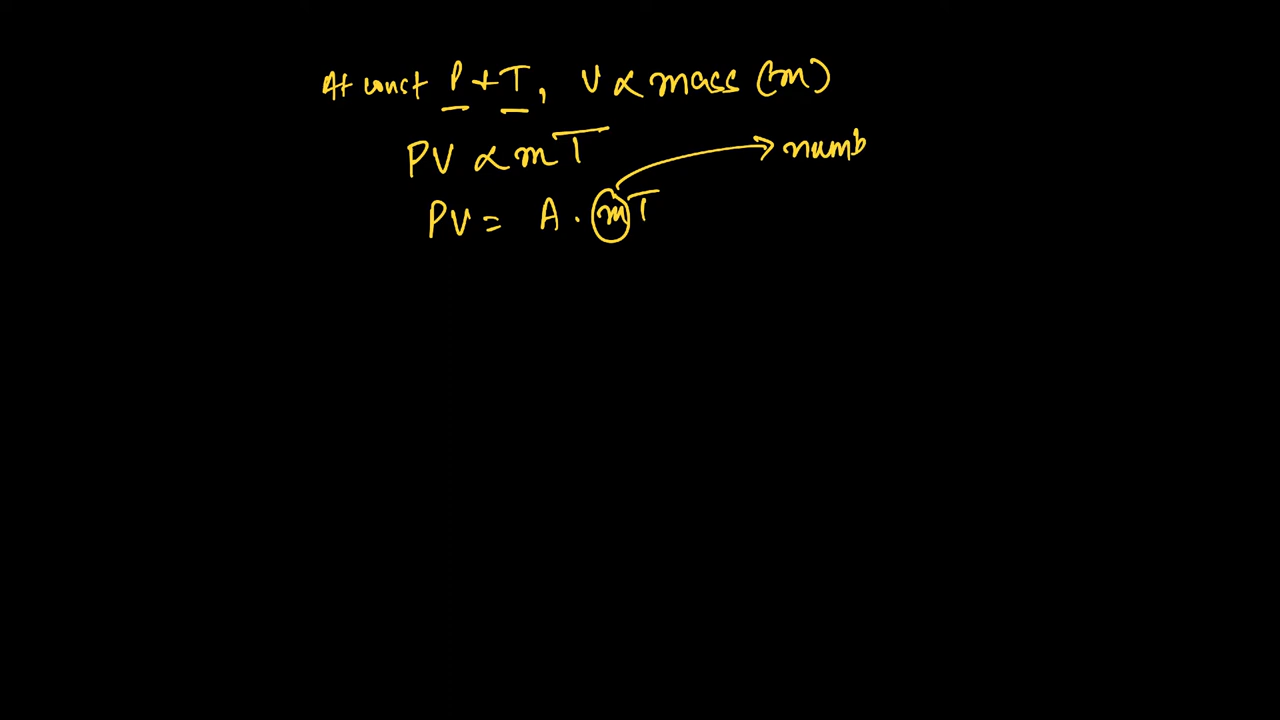 At const P + T, V ∝ mass (m)
PV ∝ mT
numb
PV = A . mT